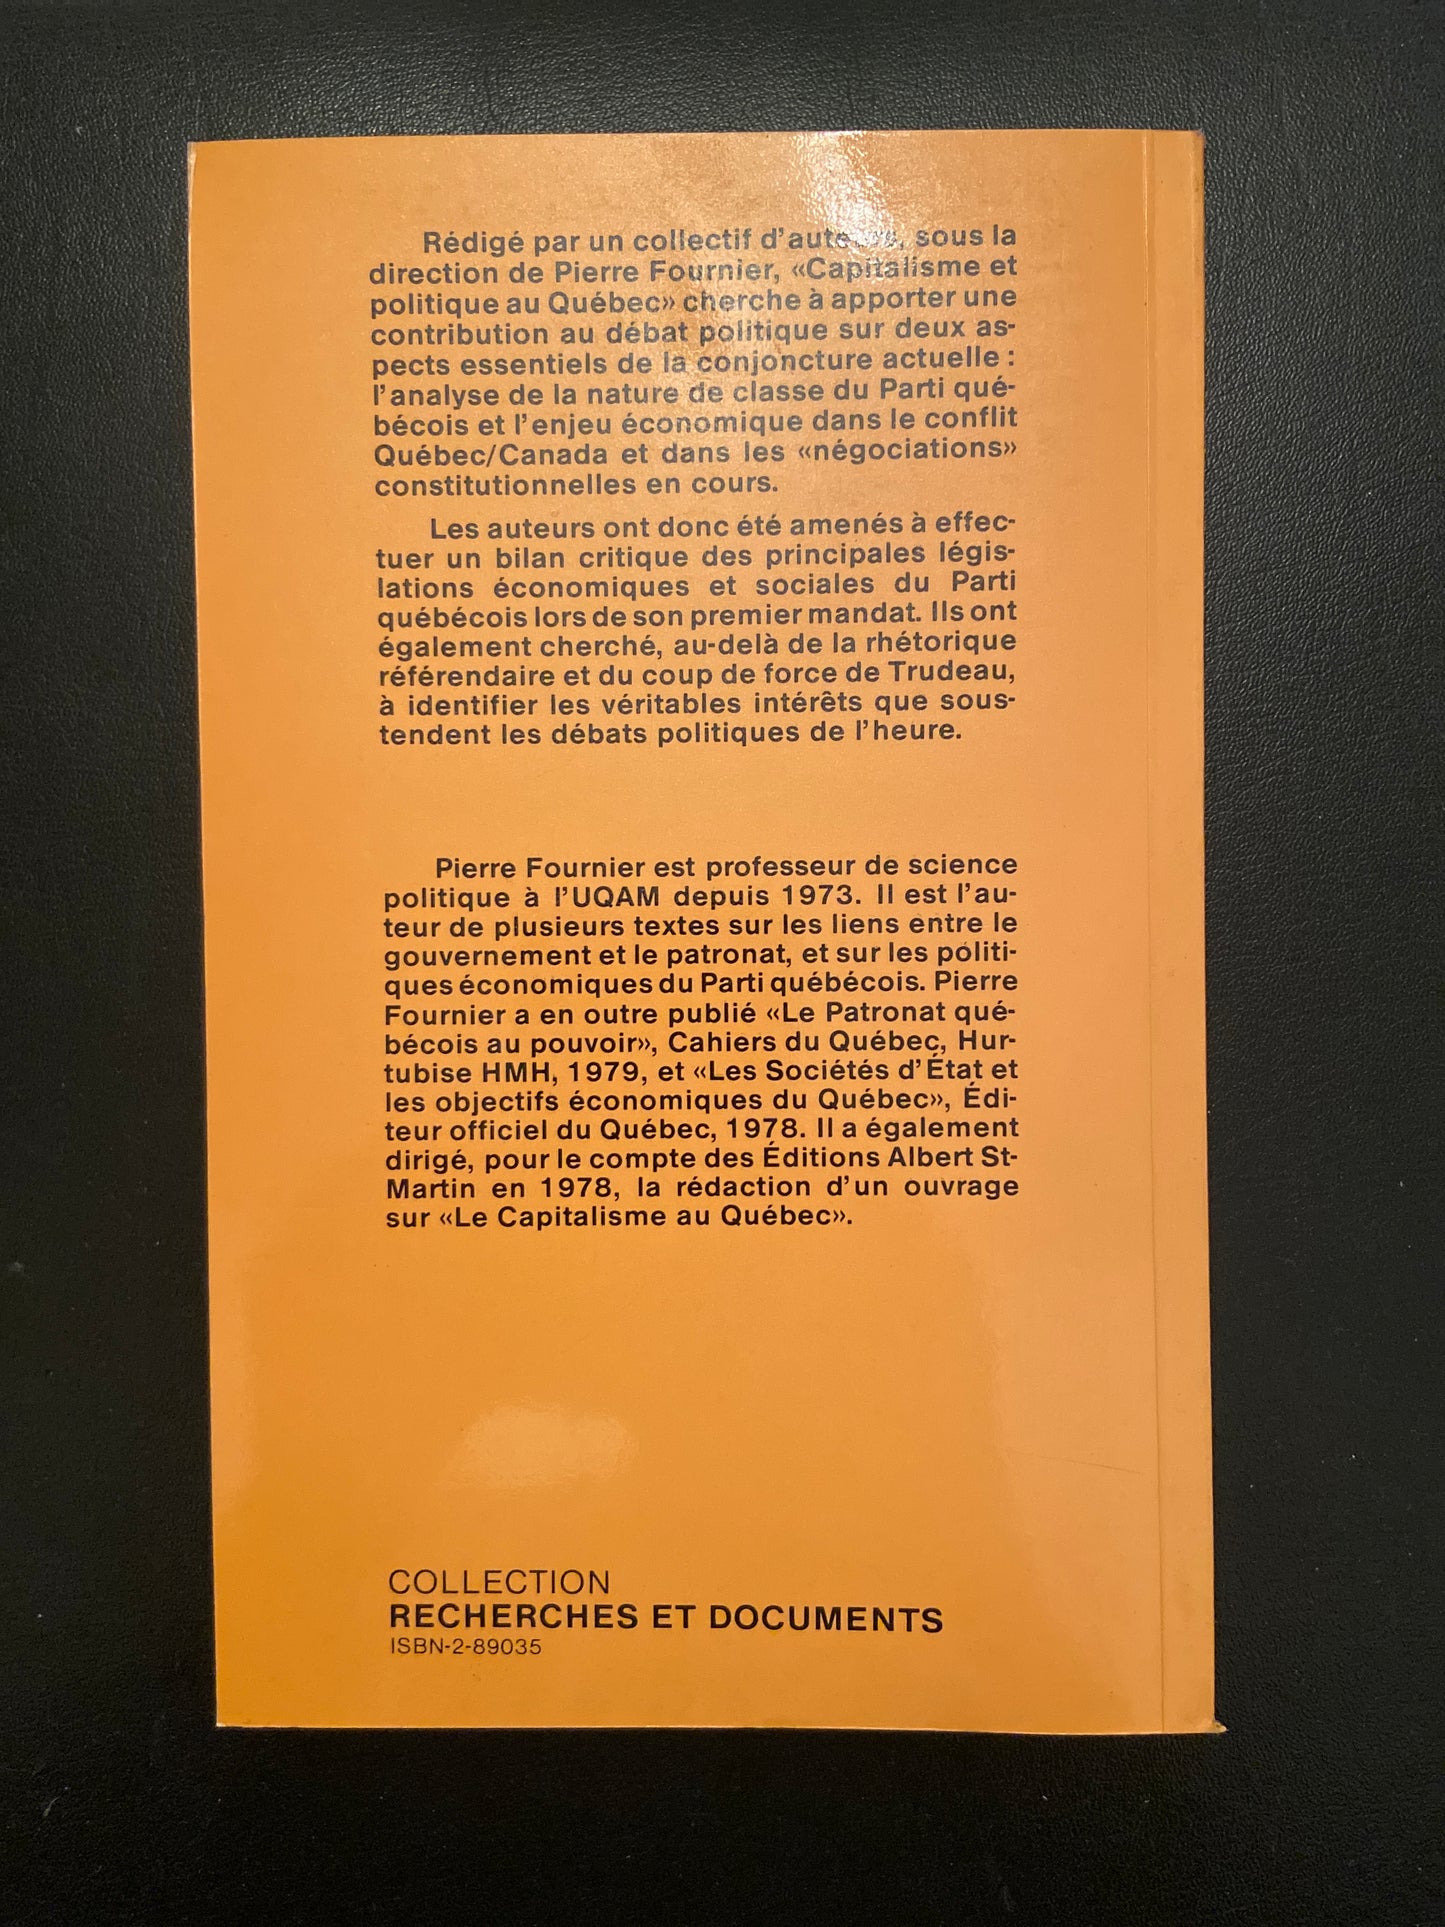 Rédigé par un collectif d'auteurs, sous la
direction de Pierre Fournier, «Capitalisme et
politique au Québec» cherche à apporter une
contribution au débat politique sur deux as-
pects essentiels de la conjoncture actuelle :
l'analyse de la nature de classe du Parti qué-
bécois et l'enjeu économique dans le conflit
Québec/Canada et dans les «négociations»
constitutionnelles en cours.
Les auteurs ont donc été amenés à effec-
tuer un bilan critique des principales légis-
lations économiques et sociales du Parti
québécois lors de son premier mandat. Ils ont
également cherché, au-delà de la rhétorique
référendaire et du coup de force de Trudeau,
à identifier les véritables intérêts que sous-
tendent les débats politiques de l'heure.
Pierre Fournier est professeur de science
politique à l'UQAM depuis 1973. Il est l'au-
teur de plusieurs textes sur les liens entre le
gouvernement et le patronat, et sur les politi-
ques économiques du Parti québécois. Pierre
Fournier a en outre publié «Le Patronat qué-
bécois au pouvoir», Cahiers du Québec, Hur-
tubise HMH, 1979, et «Les Sociétés d'État et
les objectifs économiques du Québec», Édi-
teur officiel du Québec, 1978. Il a également
dirigé, pour le compte des Éditions Albert St-
Martin en 1978, la rédaction d'un ouvrage
sur «Le Capitalisme au Québec».
COLLECTION
RECHERCHES ET DOCUMENTS
ISBN-2-89035